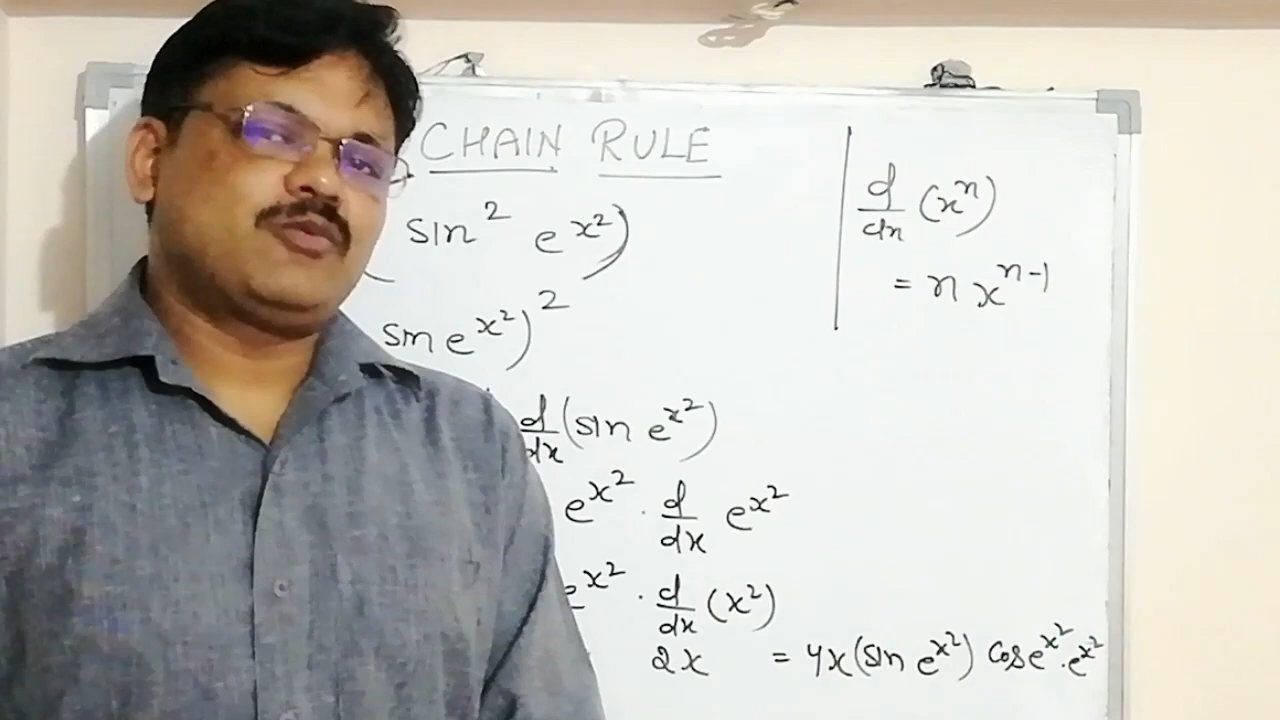 CHAIN RULE
sin² e^x²)
sin e^x²)²
d/dx (sin e^x²)
e^x² . d/dx e^x²
e^x² . d/dx (x²)
2x = 4x(sin e^x²) cos e^x² . e^x²
d/dx (xⁿ)
= n x^n-1